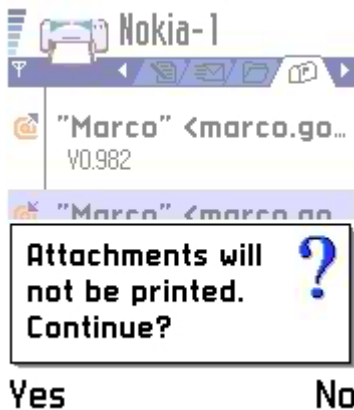 Nokia-1
"Marco" <marco.go...
V0.982
"Marco" <marco.go
Attachments will
not be printed.
Continue?
Yes
No